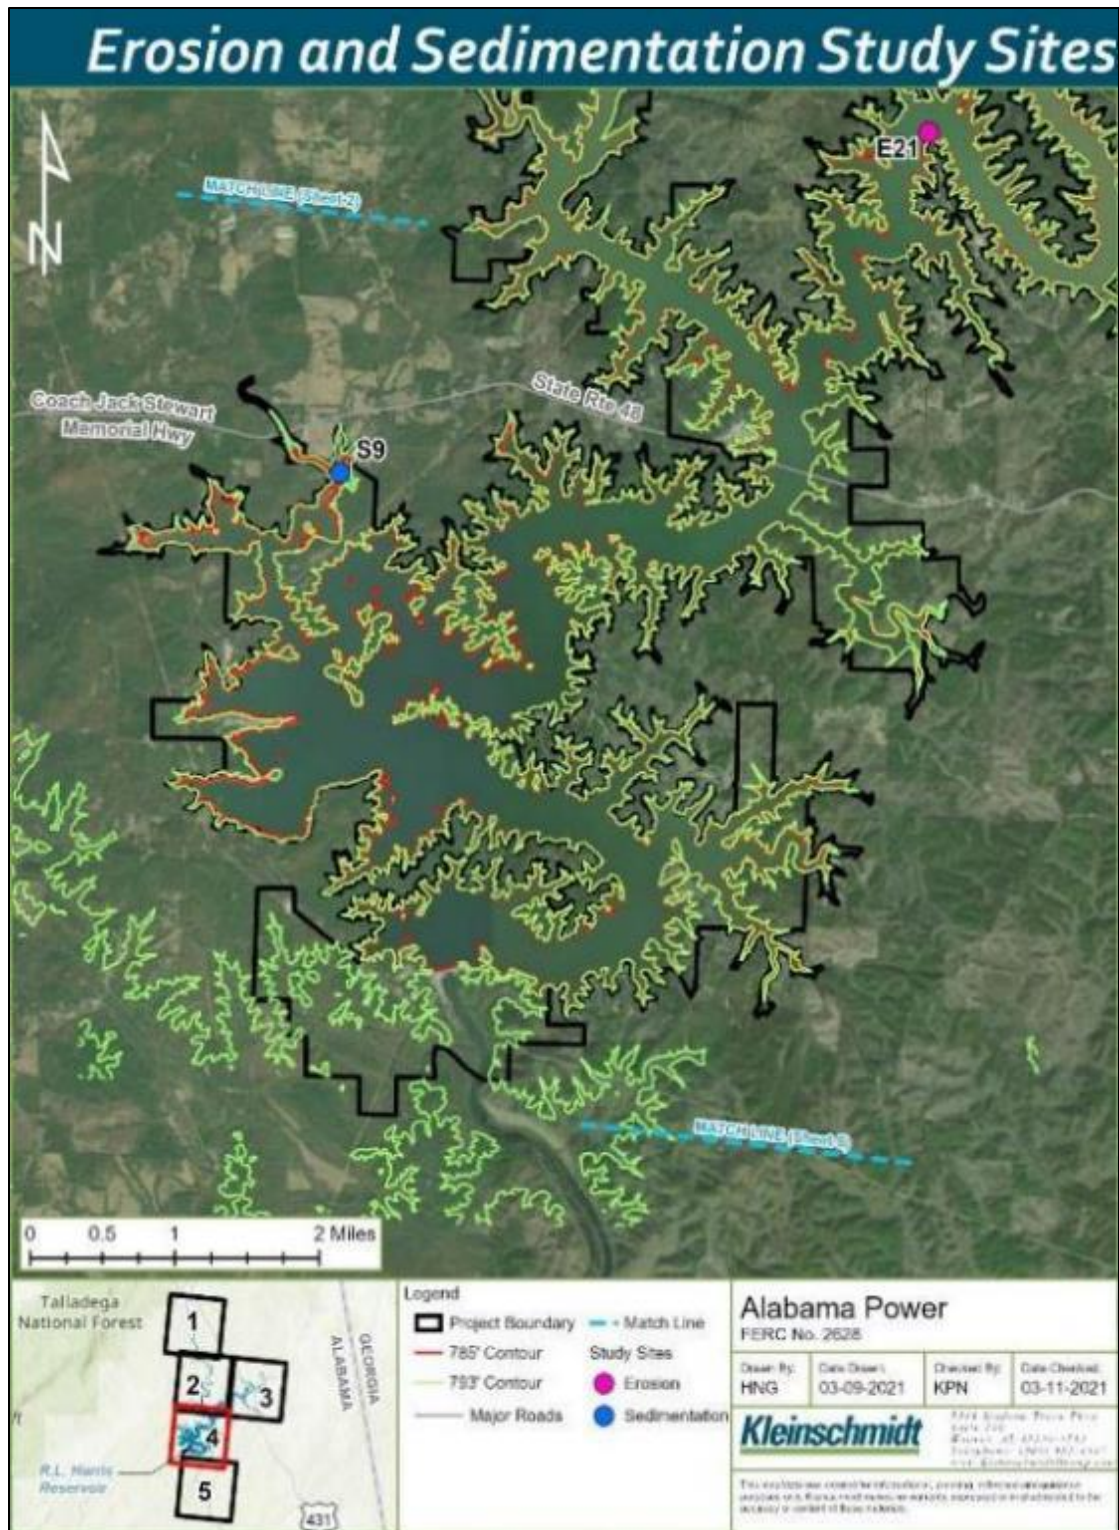 Erosion and Sedimentation Study Sites
E21
MATCH LINE (Sheet-2)
N
State Rte 48
Coach Jack Stewart
Memorial Hwy
S9
MATCH LINE (Sheet-5)
0 0.5 1 2 Miles
Talladega
National Forest
1
2
3
4
5
ALABAMA
GEORGIA
R.L. Harris
Reservoir
431
Legend
Project Boundary
785' Contour
793' Contour
Major Roads
Match Line
Study Sites
Erosion
Sedimentation
Alabama Power
FERC No. 2628
Drawn By:
HNG
Date Drawn:
03-09-2021
Checked By:
KPN
Date Checked:
03-11-2021
Kleinschmidt